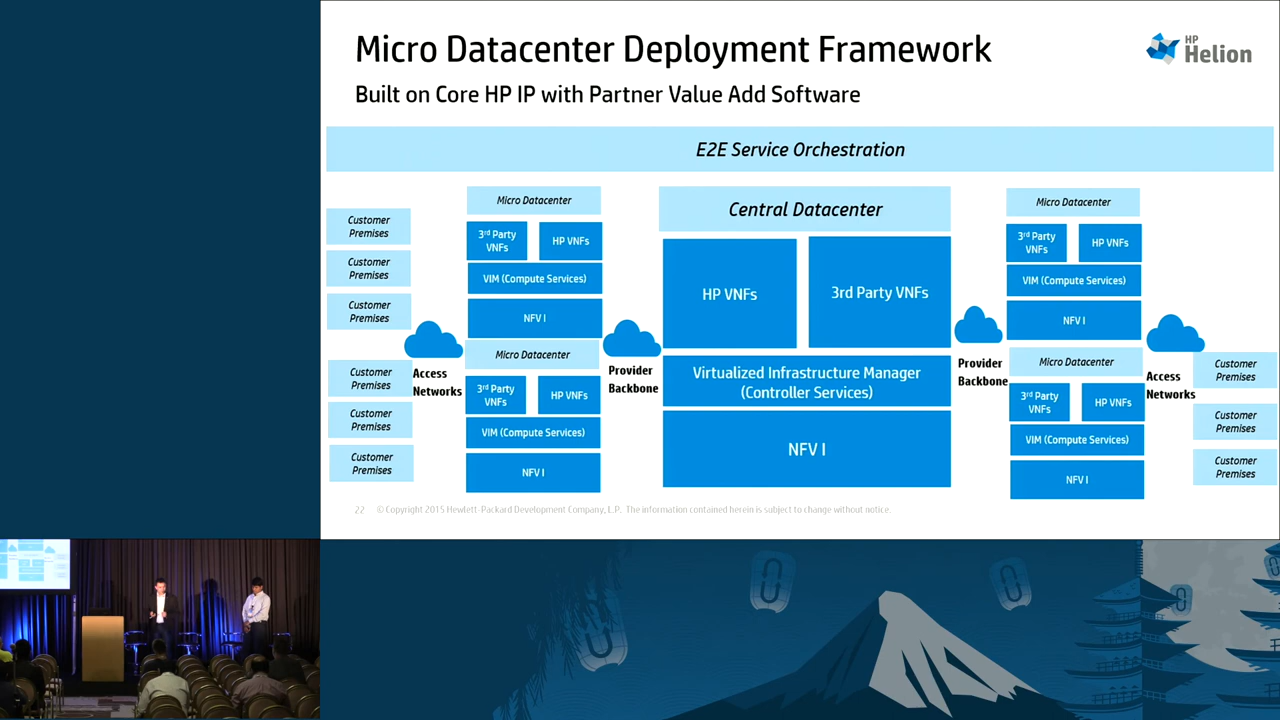 Micro Datacenter Deployment Framework
HP
Helion
Built on Core HP IP with Partner Value Add Software
E2E Service Orchestration
Customer
Premises
Customer
Premises
Customer
Premises
Customer
Premises
Customer
Premises
Customer
Premises
Access
Networks
Micro Datacenter
3rd Party
VNFs
HP VNFs
VIM (Compute Services)
NFV I
Micro Datacenter
3rd Party
VNFs
HP VNFs
VIM (Compute Services)
NFV I
Provider
Backbone
Central Datacenter
HP VNFs
3rd Party VNFs
Virtualized Infrastructure Manager
(Controller Services)
NFV I
Provider
Backbone
Micro Datacenter
3rd Party
VNFs
HP VNFs
VIM (Compute Services)
NFV I
Micro Datacenter
3rd Party
VNFs
HP VNFs
VIM (Compute Services)
NFV I
Access
Networks
Customer
Premises
Customer
Premises
Customer
Premises
22 © Copyright 2015 Hewlett-Packard Development Company, L.P. The information contained herein is subject to change without notice.